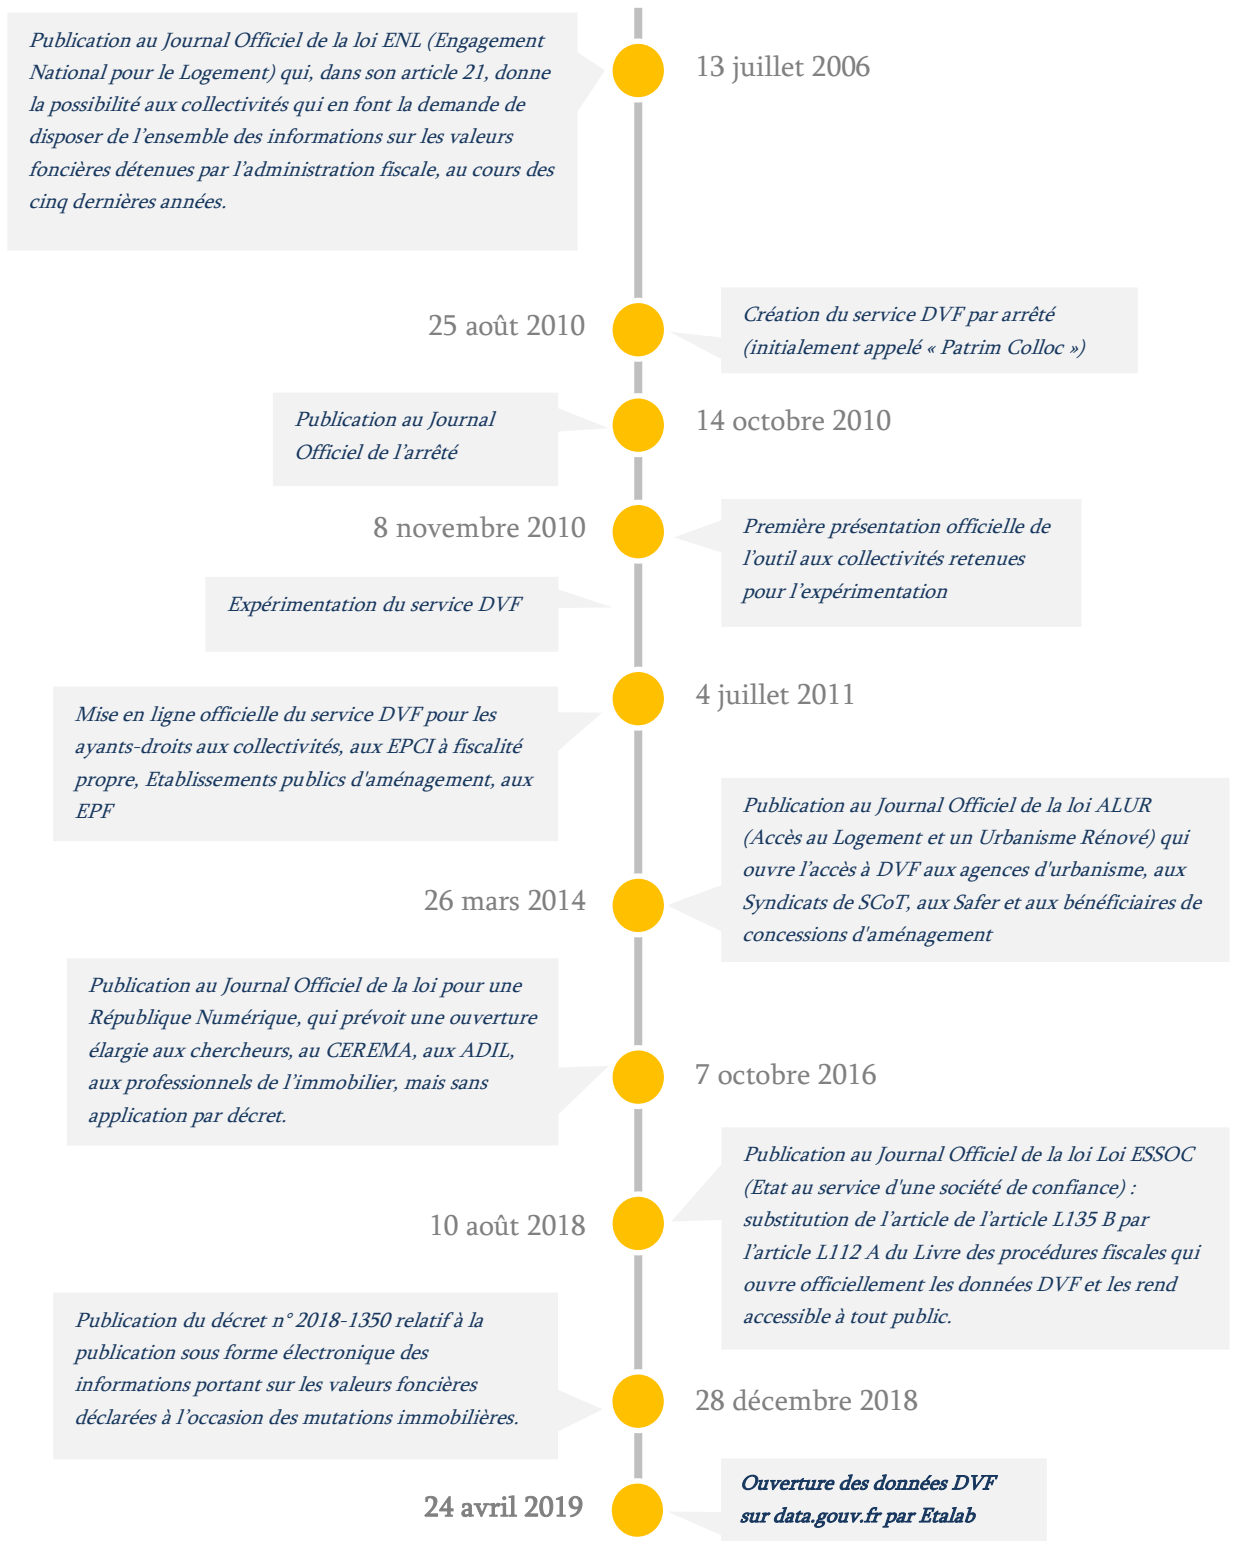 Publication au Journal Officiel de la loi ENL (Engagement
National pour le Logement) qui, dans son article 21, donne
la possibilité aux collectivités qui en font la demande de
disposer de l’ensemble des informations sur les valeurs
foncières détenues par l’administration fiscale, au cours des
cinq dernières années.
13 juillet 2006
25 août 2010
Création du service DVF par arrêté
(initialement appelé « Patrim Colloc »)
Publication au Journal
Officiel de l’arrêté
14 octobre 2010
8 novembre 2010
Première présentation officielle de
l’outil aux collectivités retenues
pour l’expérimentation
Expérimentation du service DVF
4 juillet 2011
Mise en ligne officielle du service DVF pour les
ayants-droits aux collectivités, aux EPCI à fiscalité
propre, Etablissements publics d'aménagement, aux
EPF
26 mars 2014
Publication au Journal Officiel de la loi ALUR
(Accès au Logement et un Urbanisme Rénové) qui
ouvre l’accès à DVF aux agences d'urbanisme, aux
Syndicats de SCoT, aux Safer et aux bénéficiaires de
concessions d'aménagement
Publication au Journal Officiel de la loi pour une
République Numérique, qui prévoit une ouverture
élargie aux chercheurs, au CEREMA, aux ADIL,
aux professionnels de l’immobilier, mais sans
application par décret.
7 octobre 2016
10 août 2018
Publication au Journal Officiel de la loi Loi ESSOC
(Etat au service d'une société de confiance) :
substitution de l’article de l’article L135 B par
l’article L112 A du Livre des procédures fiscales qui
ouvre officiellement les données DVF et les rend
accessible à tout public.
Publication du décret n° 2018-1350 relatif à la
publication sous forme électronique des
informations portant sur les valeurs foncières
déclarées à l’occasion des mutations immobilières.
28 décembre 2018
24 avril 2019
Ouverture des données DVF
sur data.gouv.fr par Etalab